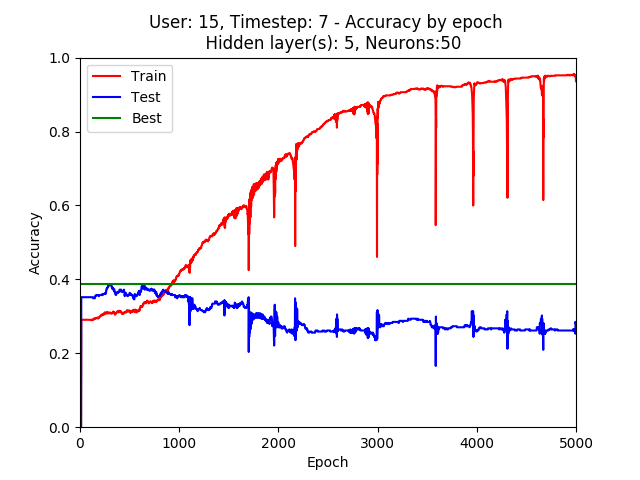 User: 15, Timestep: 7 - Accuracy by epoch
Hidden layer(s): 5, Neurons:50
Train
Test
Best
1.0
0.8
0.6
0.4
0.2
0.0
Accuracy
0 1000 2000 3000 4000 5000
Epoch